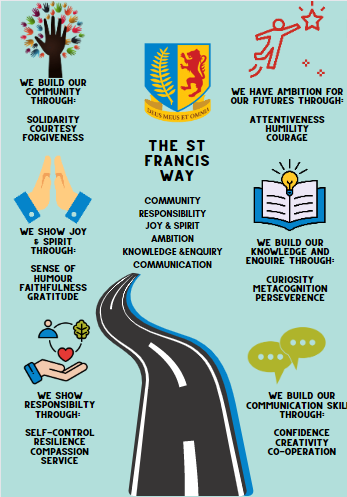 WE BUILD OUR
COMMUNITY
THROUGH:
SOLIDARITY
COURTESY
FORGIVENESS
WE SHOW JOY
& SPIRIT
THROUGH:
SENSE OF
HUMOUR
FAITHFULNESS
GRATITUDE
WE SHOW
RESPONSIBILTY
THROUGH:
SELF-CONTROL
RESILIENCE
COMPASSION
SERVICE
DEUS MEUS ET OMNIA
THE ST
FRANCIS
WAY
COMMUNITY
RESPONSIBILITY
JOY & SPIRIT
AMBITION
KNOWLEDGE &ENQUIRY
COMMUNICATION
WE HAVE AMBITION FOR
OUR FUTURES THROUGH:
ATTENTIVENESS
HUMILITY
COURAGE
WE BUILD OUR
KNOWLEDGE AND
ENQUIRE THROUGH:
CURIOSITY
METACOGNITION
PERSEVERENCE
WE BUILD OUR
COMMUNICATION SKILL
THROUGH:
CONFIDENCE
CREATIVITY
CO-OPERATION